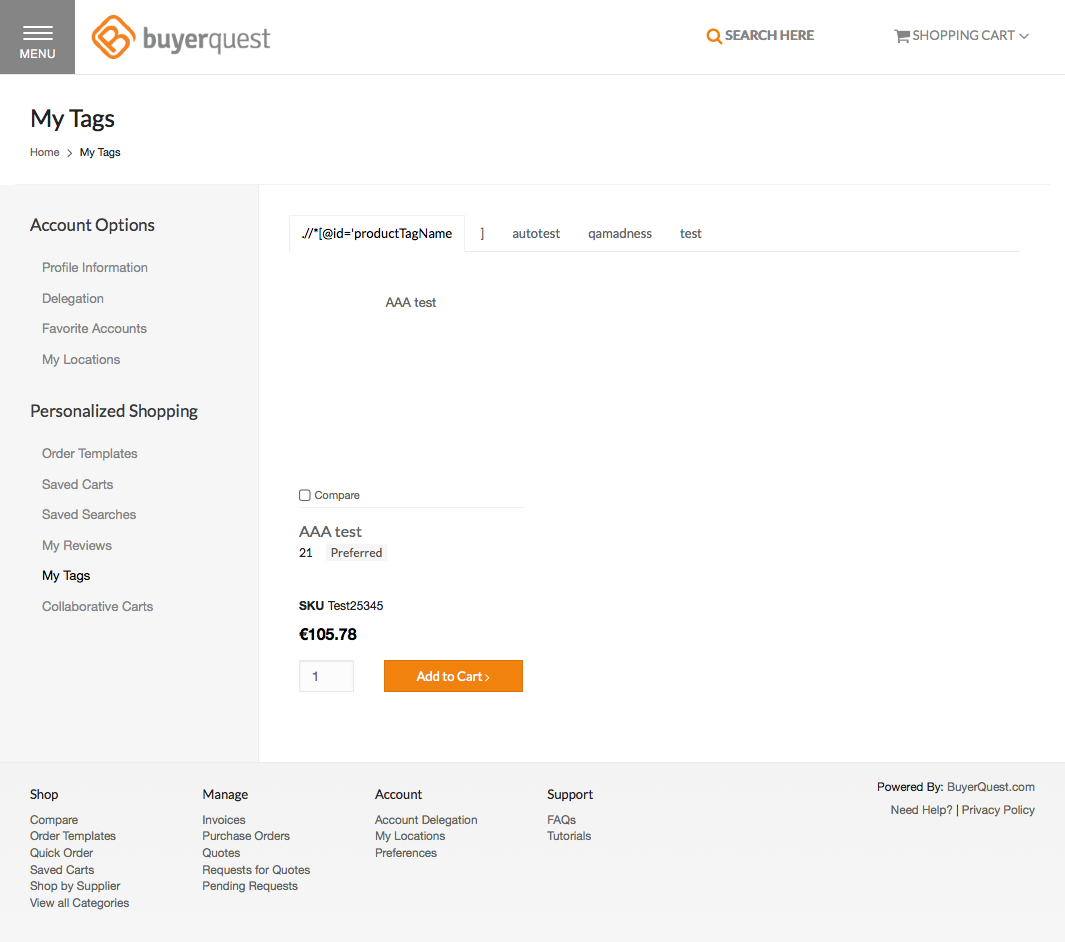 MENU
buyerquest
SEARCH HERE
SHOPPING CART
My Tags
Home > My Tags
Account Options
Profile Information
Delegation
Favorite Accounts
My Locations
Personalized Shopping
Order Templates
Saved Carts
Saved Searches
My Reviews
My Tags
Collaborative Carts
.//*[@id='productTagName ] autotest qamadness test
AAA test
Compare
AAA test
21 Preferred
SKU Test25345
€105.78
1 Add to Cart ›
Shop
Compare
Order Templates
Quick Order
Saved Carts
Shop by Supplier
View all Categories
Manage
Invoices
Purchase Orders
Quotes
Requests for Quotes
Pending Requests
Account
Account Delegation
My Locations
Preferences
Support
FAQs
Tutorials
Powered By: BuyerQuest.com
Need Help? | Privacy Policy